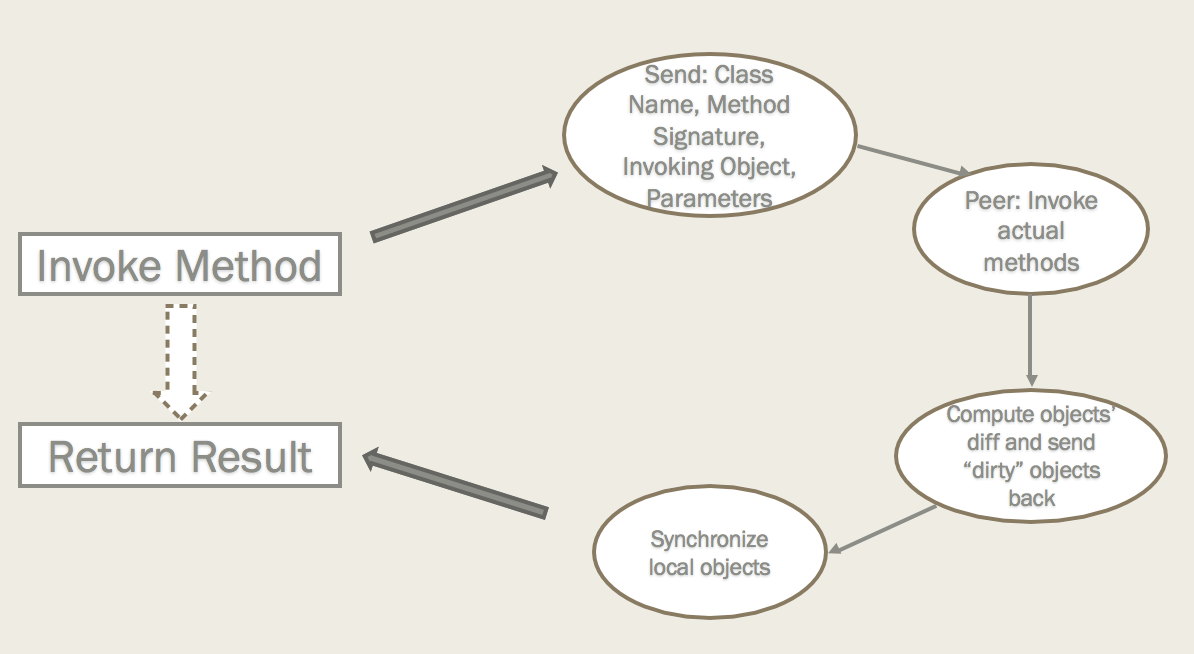 Send: Class
Name, Method
Signature,
Invoking Object,
Parameters
Peer: Invoke
actual
methods
Invoke Method
Compute objects’
diff and send
“dirty” objects
back
Return Result
Synchronize
local objects